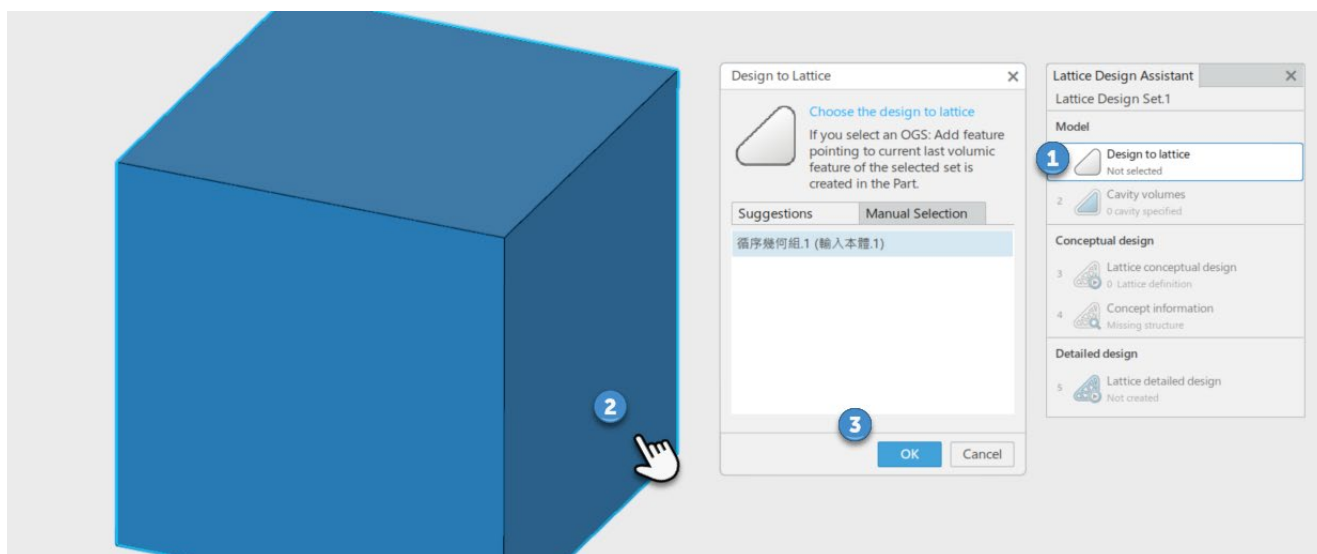 Design to Lattice
Choose the design to lattice
If you select an OGS: Add feature
pointing to current last volumic
feature of the selected set is
created in the Part.
Suggestions
Manual Selection
循序幾何組.1 (輸入本體.1)
OK
Cancel
Lattice Design Assistant
Lattice Design Set.1
Model
1
Design to lattice
Not selected
2
Cavity volumes
0 cavity specified
Conceptual design
3
Lattice conceptual design
0 Lattice definition
4
Concept information
Missing structure
Detailed design
5
Lattice detailed design
Not created
2
3